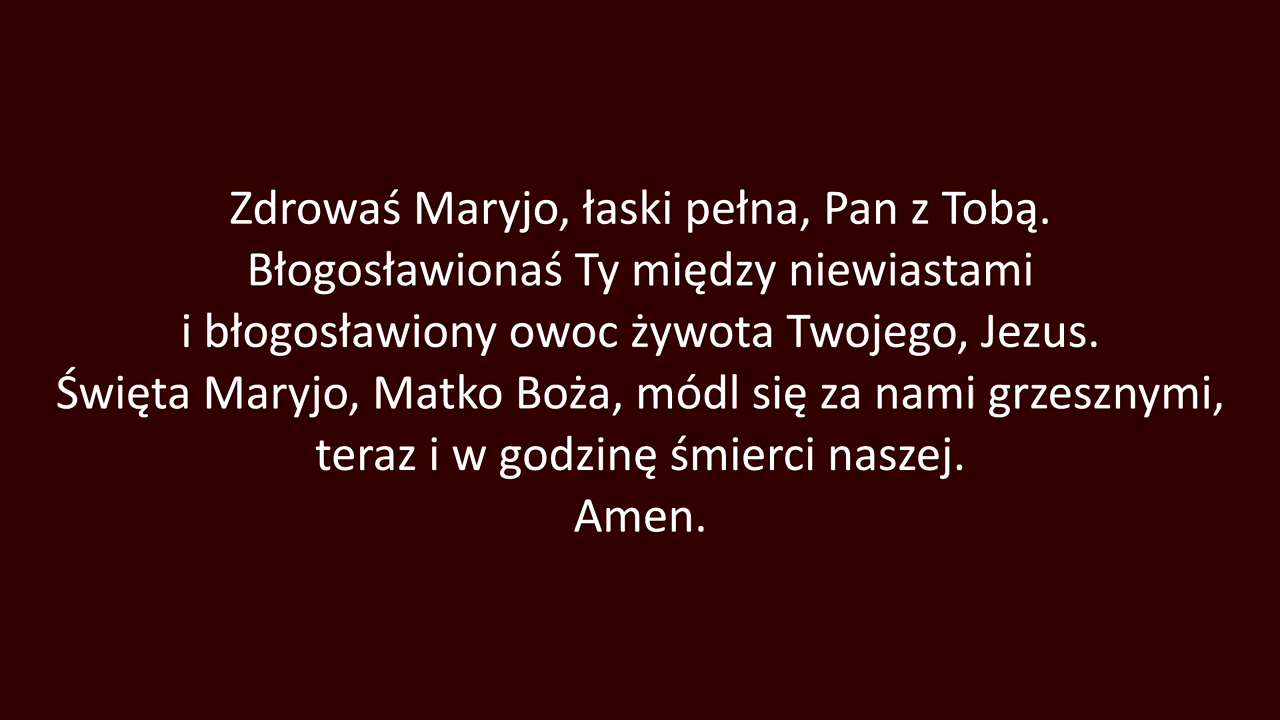 Zdrowaś Maryjo, łaski pełna, Pan z Tobą.
Błogosławionaś Ty między niewiastami
i błogosławiony owoc żywota Twojego, Jezus.
Święta Maryjo, Matko Boża, módl się za nami grzesznymi,
teraz i w godzinę śmierci naszej.
Amen.